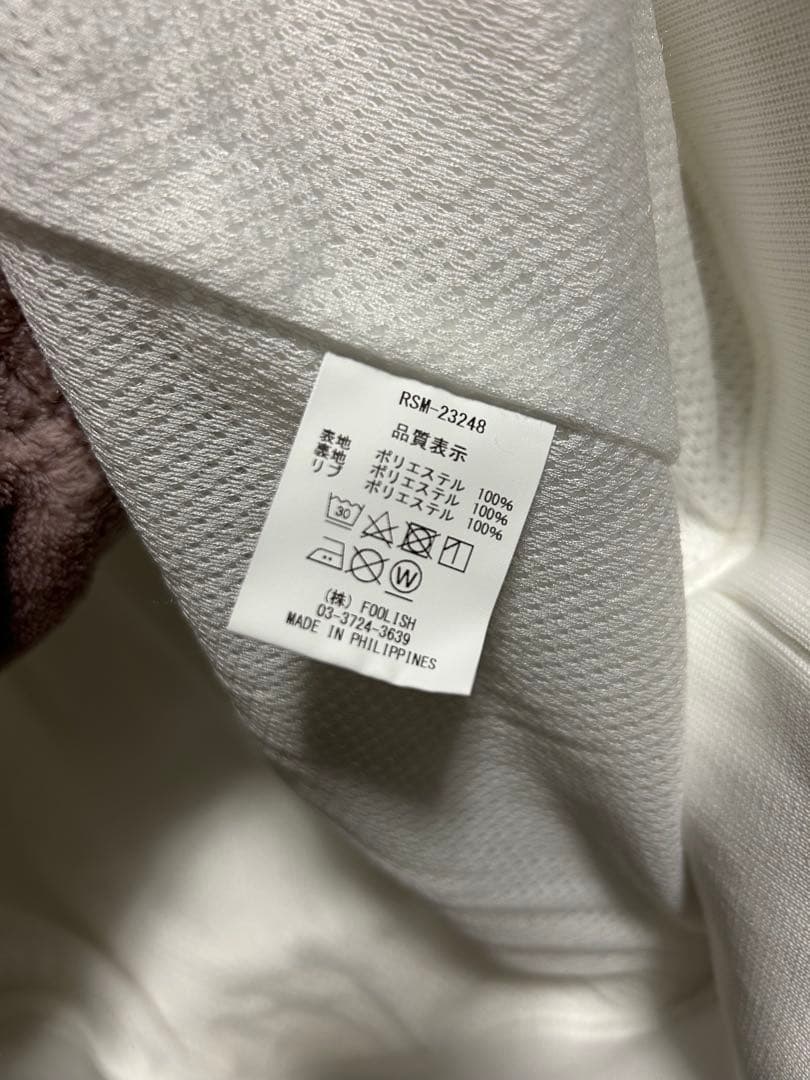 RSM-23248
品質表示
表地 ポリエステル 100%
裏地 ポリエステル 100%
リブ ポリエステル 100%
30
W
(株) FOOLISH
03-3724-3639
MADE IN PHILIPPINES